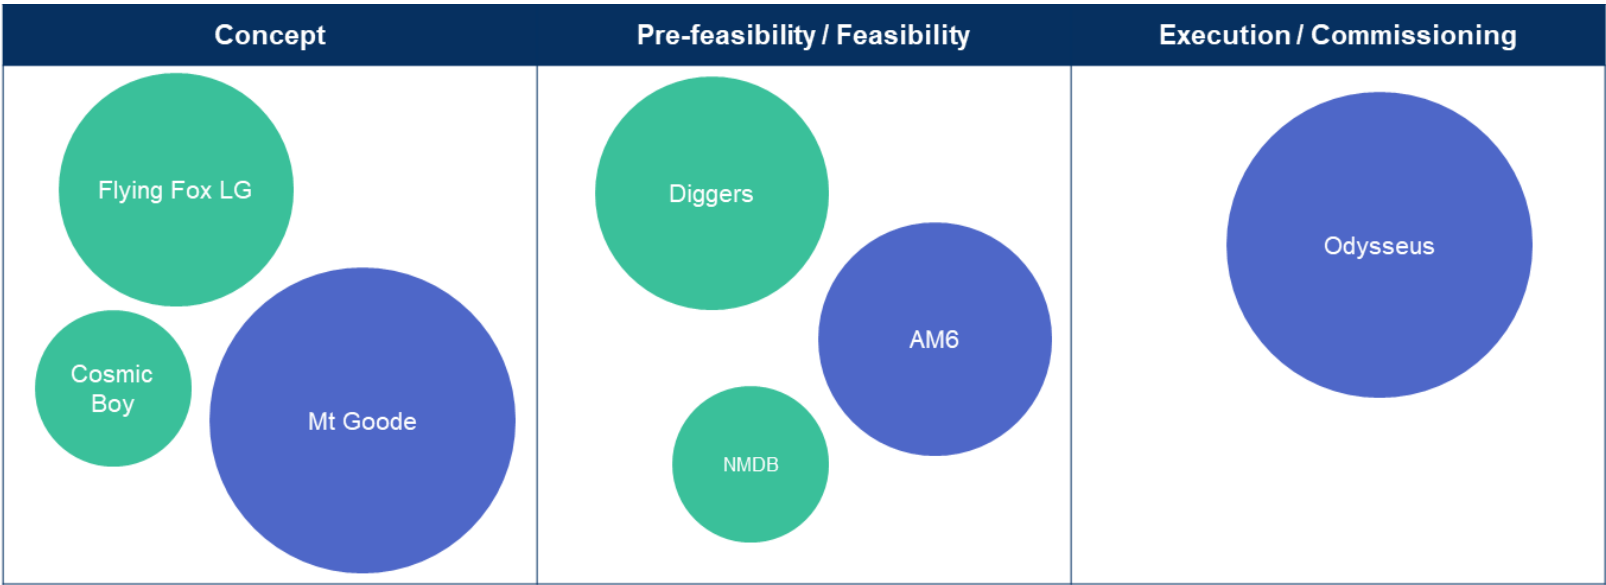 Concept
Pre-feasibility / Feasibility
Execution / Commissioning
Flying Fox LG
Cosmic
Boy
Mt Goode
Diggers
AM6
NMDB
Odysseus